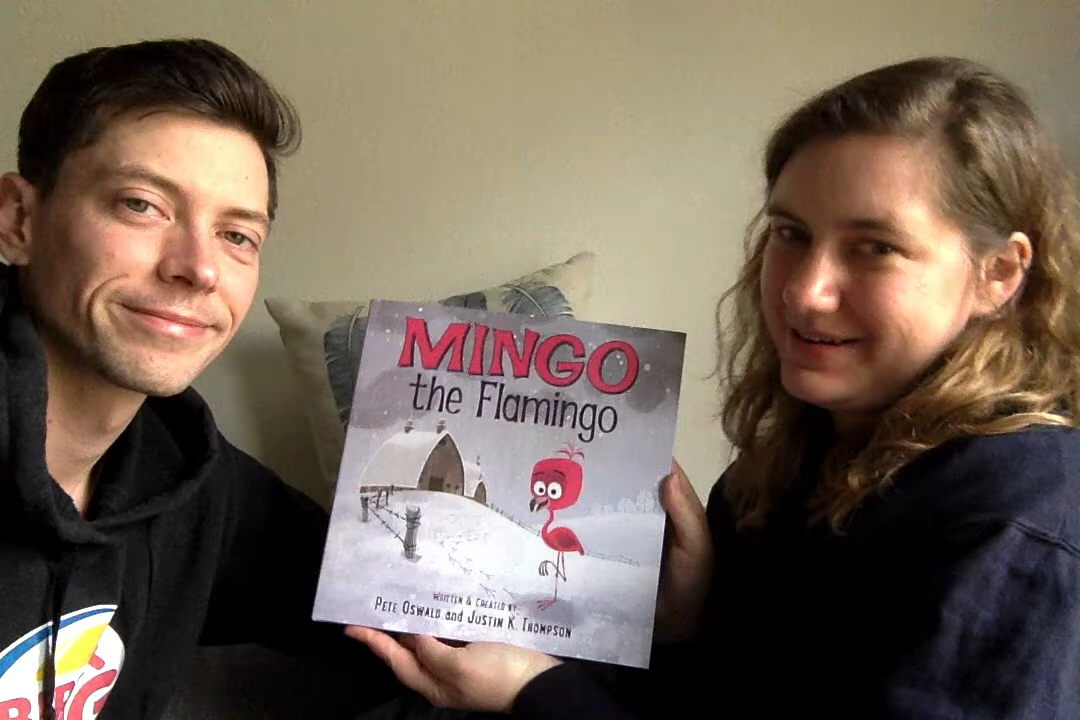 MINGO
the Flamingo
WRITTEN & CREATED BY
PETE OSWALD and JUSTIN K. THOMPSON